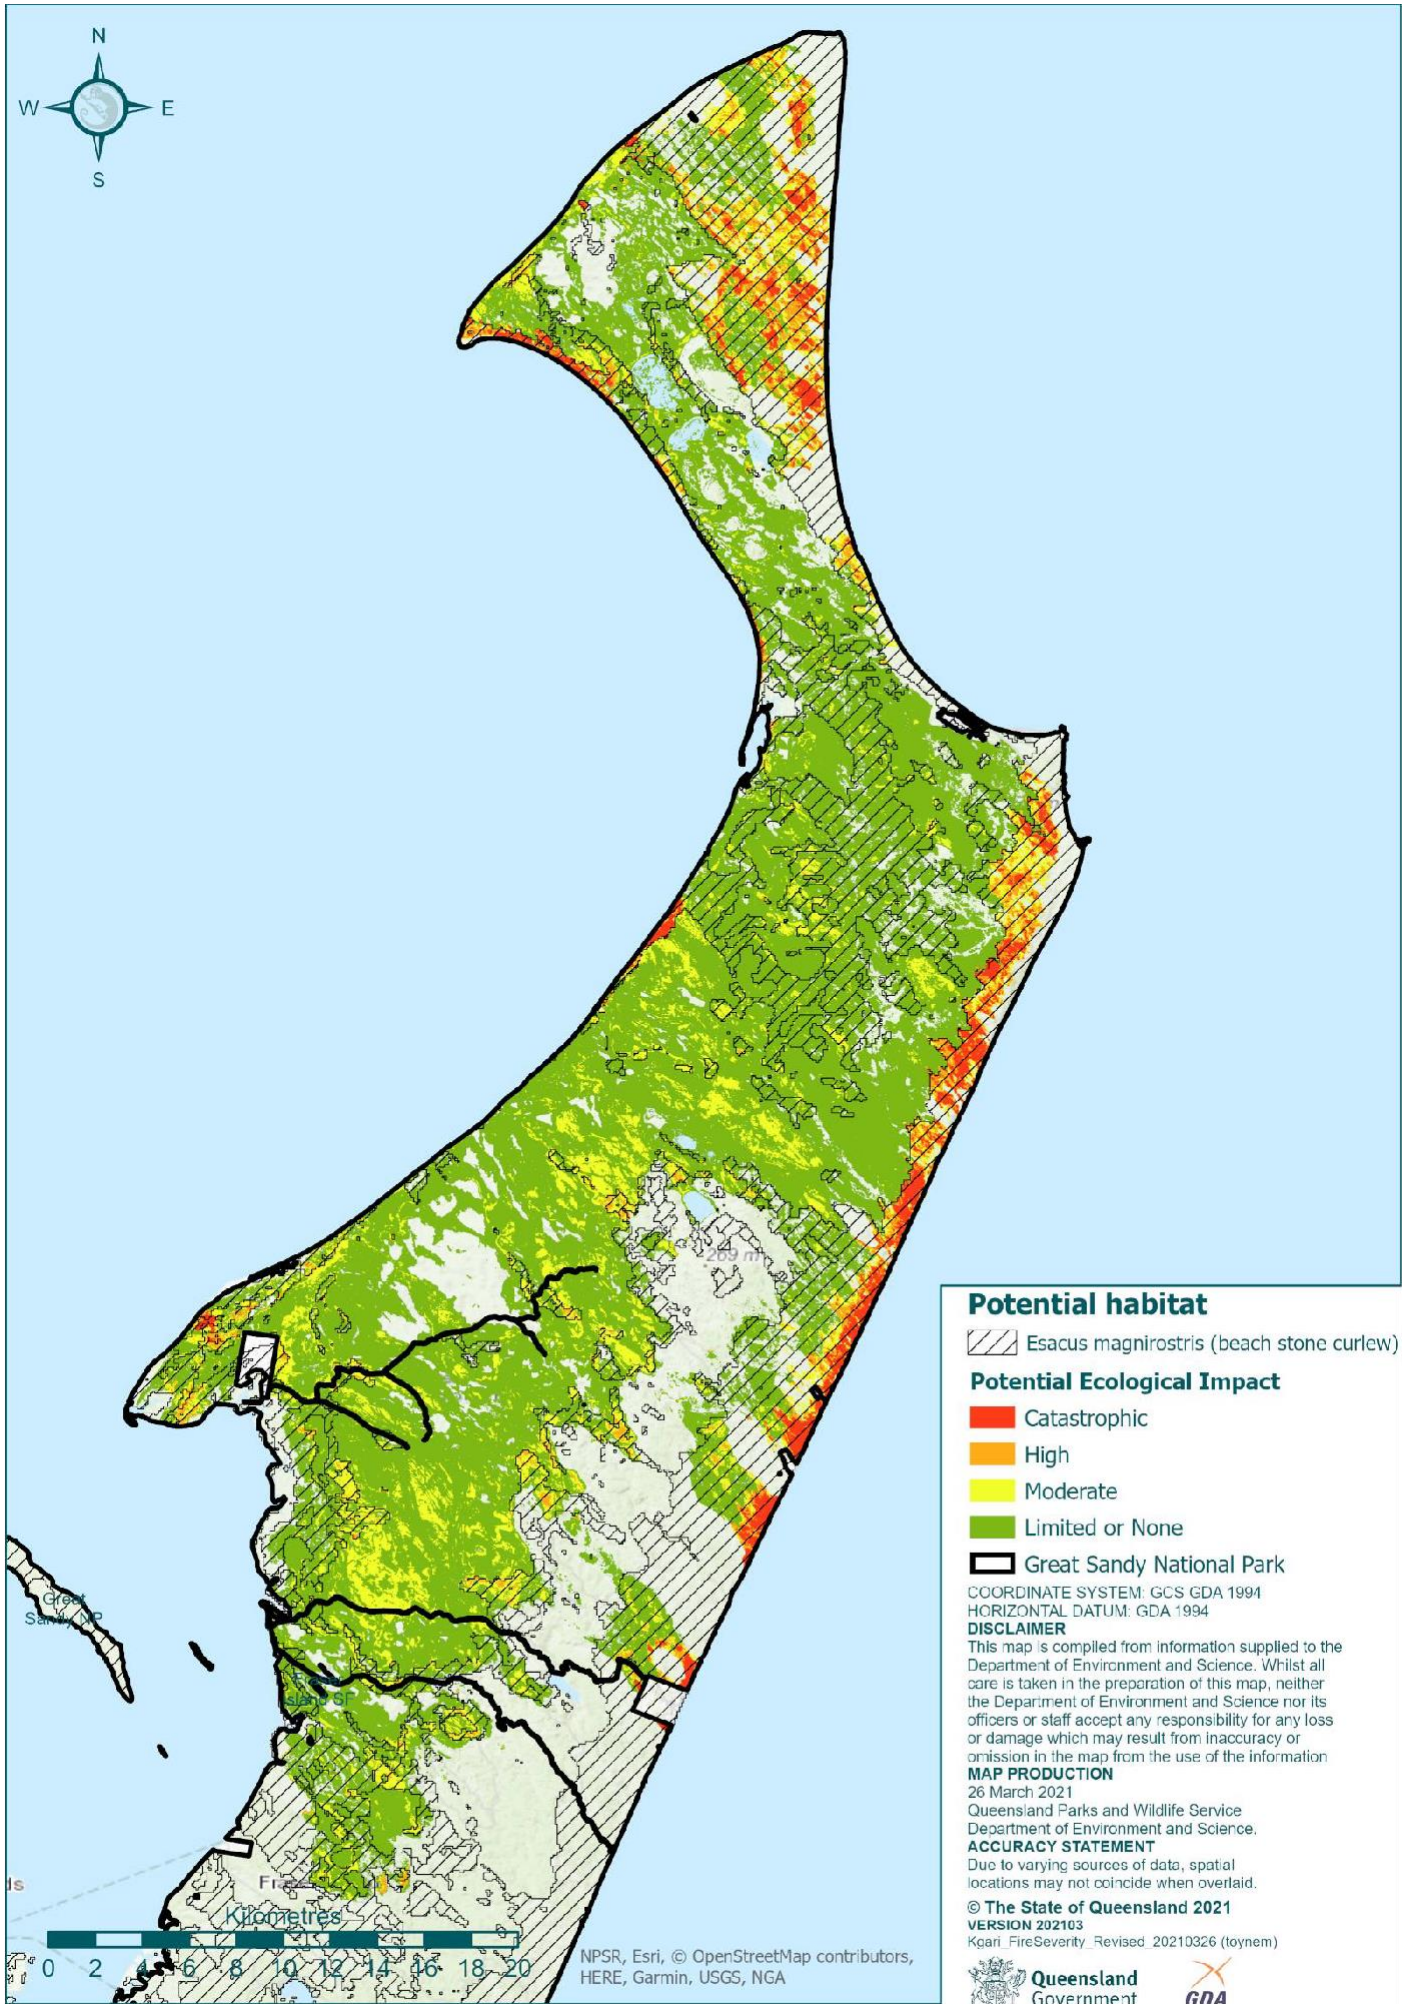 N
W
E
S
269 m
Great
Sandy NP
Fraser
Island SF
ds
Kilometres
0 2 4 6 8 10 12 14 16 18 20
NPSR, Esri, © OpenStreetMap contributors,
HERE, Garmin, USGS, NGA
Potential habitat
Esacus magnirostris (beach stone curlew)
Potential Ecological Impact
Catastrophic
High
Moderate
Limited or None
Great Sandy National Park
COORDINATE SYSTEM: GCS GDA 1994
HORIZONTAL DATUM: GDA 1994
DISCLAIMER
This map is compiled from information supplied to the
Department of Environment and Science. Whilst all
care is taken in the preparation of this map, neither
the Department of Environment and Science nor its
officers or staff accept any responsibility for any loss
or damage which may result from inaccuracy or
omission in the map from the use of the information
MAP PRODUCTION
26 March 2021
Queensland Parks and Wildlife Service
Department of Environment and Science.
ACCURACY STATEMENT
Due to varying sources of data, spatial
locations may not coincide when overlaid.
© The State of Queensland 2021
VERSION 202103
Kgari_FireSeverity_Revised_20210326 (toynem)
Queensland
Government
GDA